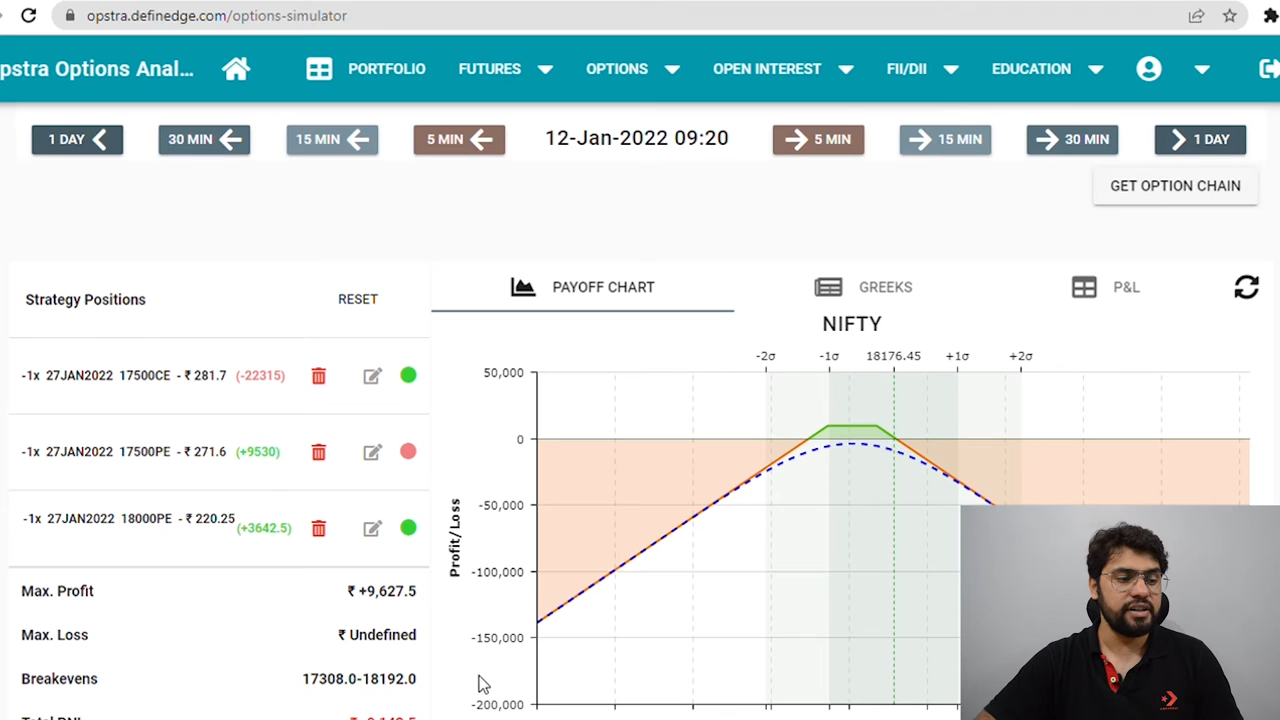 opstra.definedge.com/options-simulator
pstra Options Anal... PORTFOLIO FUTURES OPTIONS OPEN INTEREST FII/DII EDUCATION
1 DAY 30 MIN 15 MIN 5 MIN 12-Jan-2022 09:20 5 MIN 15 MIN 30 MIN 1 DAY
GET OPTION CHAIN
Strategy Positions RESET
-1x 27JAN2022 17500CE - ₹ 281.7 (-22315)
-1x 27JAN2022 17500PE - ₹ 271.6 (+9530)
-1x 27JAN2022 18000PE - ₹ 220.25 (+3642.5)
Max. Profit ₹ +9,627.5
Max. Loss ₹ Undefined
Breakevens 17308.0-18192.0
PAYOFF CHART GREEKS P&L
NIFTY
-2σ -1σ 18176.45 +1σ +2σ
50,000
0
-50,000
-100,000
-150,000
-200,000
Profit/Loss